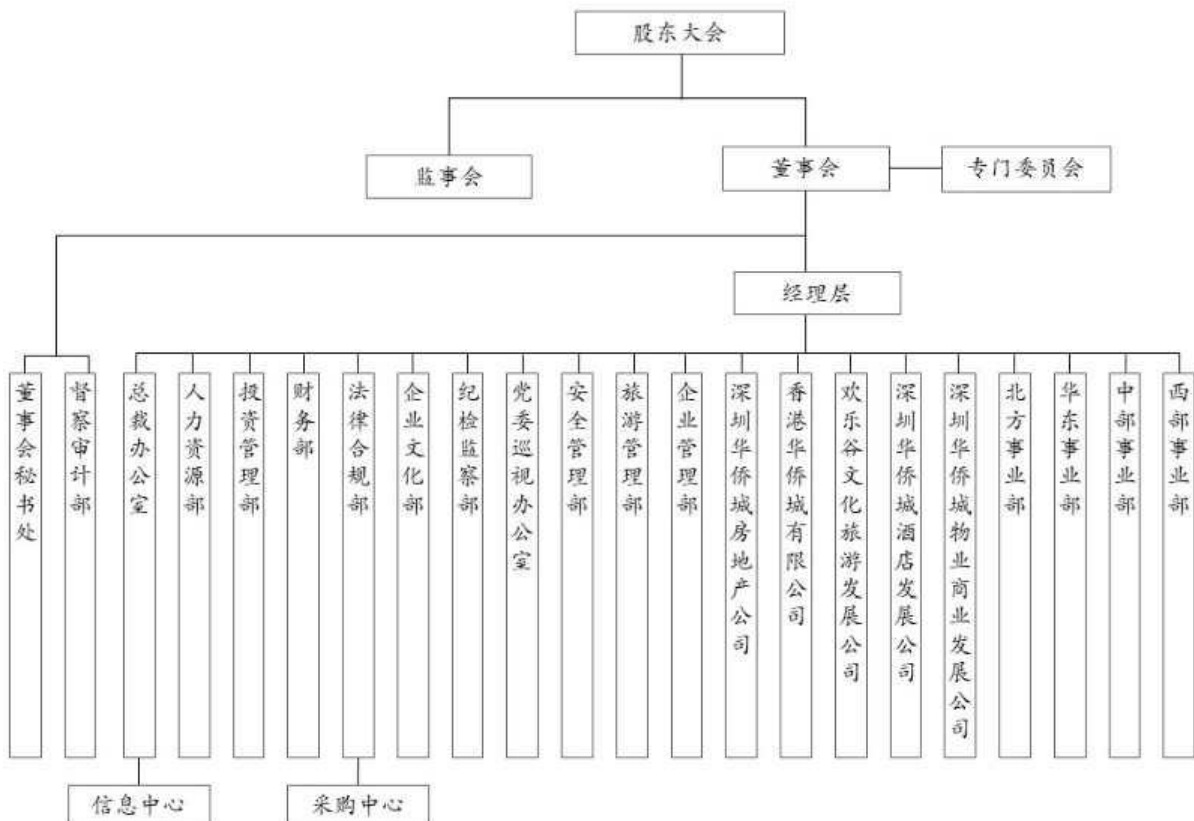 股东大会
监事会
董事会
专门委员会
经理层
董事会秘书处
督察审计部
总裁办公室
人力资源部
投资管理部
财务部
法律合规部
企业文化部
纪检监察部
党委巡视办公室
安全管理部
旅游管理部
企业管理部
深圳华侨城房地产公司
香港华侨城有限公司
欢乐谷文化旅游发展公司
深圳华侨城酒店发展公司
深圳华侨城物业商业发展公司
北方事业部
华东事业部
中部事业部
西部事业部
信息中心
采购中心